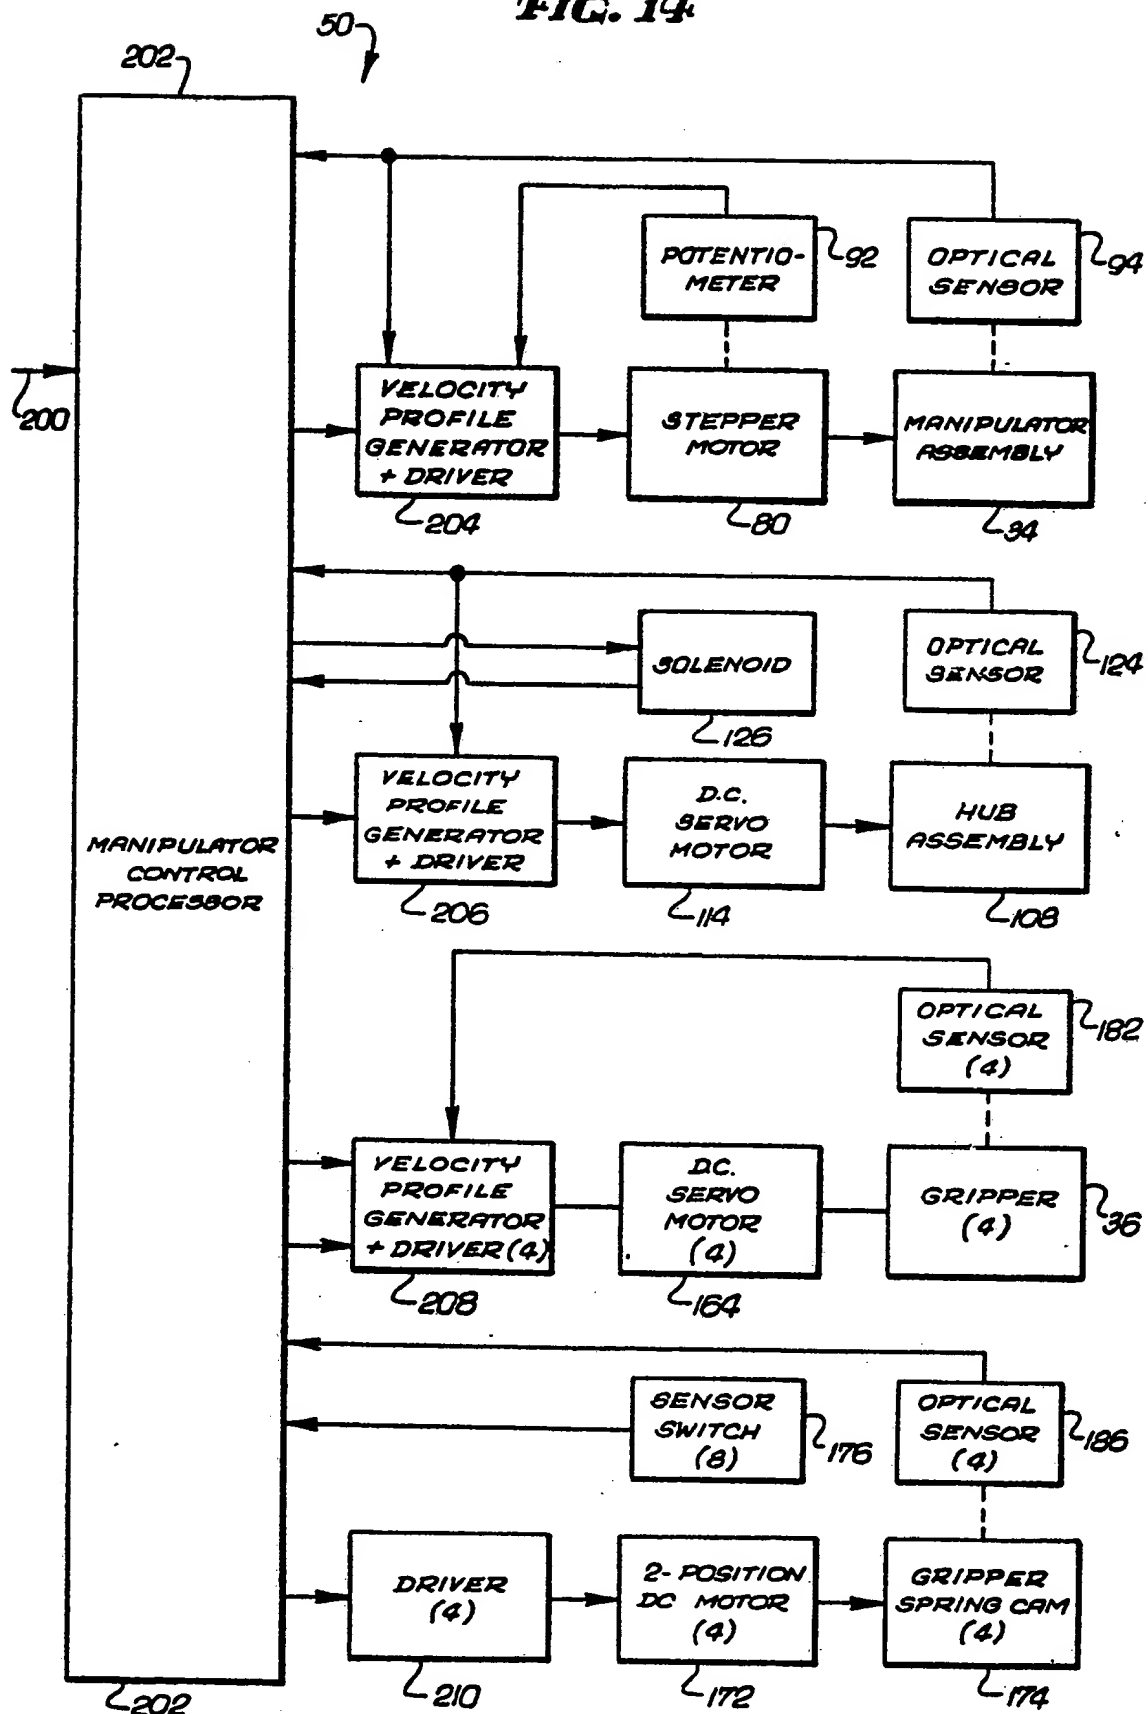 FIG. 14
50
202
POTENTIO-
METER
92
OPTICAL
SENSOR
94
200
VELOCITY
PROFILE
GENERATOR
+ DRIVER
204
STEPPER
MOTOR
80
MANIPULATOR
ASSEMBLY
34
SOLENOID
126
OPTICAL
SENSOR
124
MANIPULATOR
CONTROL
PROCESSOR
VELOCITY
PROFILE
GENERATOR
+ DRIVER
206
D.C.
SERVO
MOTOR
114
HUB
ASSEMBLY
108
OPTICAL
SENSOR
(4)
182
VELOCITY
PROFILE
GENERATOR
+ DRIVER (4)
208
D.C.
SERVO
MOTOR
(4)
164
GRIPPER
(4)
36
SENSOR
SWITCH
(8)
176
OPTICAL
SENSOR
(4)
186
DRIVER
(4)
210
2-POSITION
DC MOTOR
(4)
172
GRIPPER
SPRING CAM
(4)
174
202